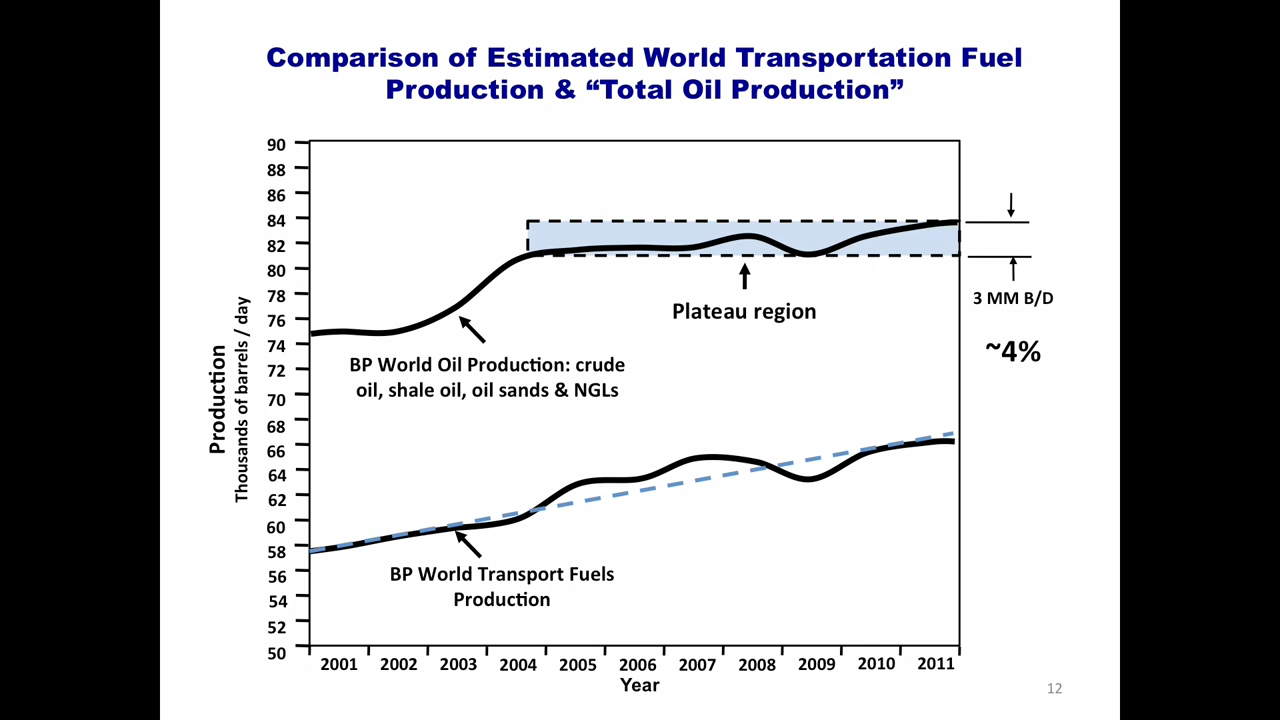 Comparison of Estimated World Transportation Fuel
Production & “Total Oil Production”
90
88
86
84
82
80
78
76
74
72
70
68
66
64
62
60
58
56
54
52
50
Production
Thousands of barrels / day
Plateau region
3 MM B/D
~4%
BP World Oil Production: crude
oil, shale oil, oil sands & NGLs
BP World Transport Fuels
Production
2001 2002 2003 2004 2005 2006 2007 2008 2009 2010 2011
Year
12